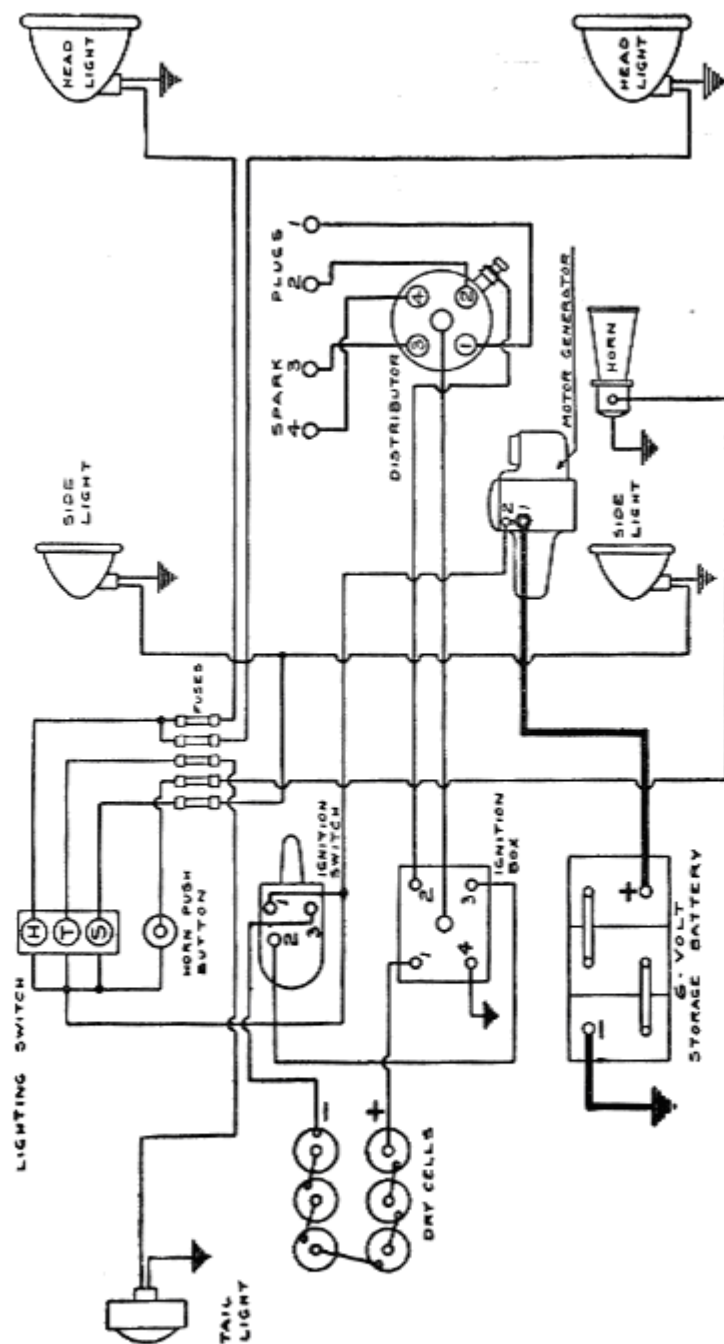 HEAD
LIGHT
HEAD
LIGHT
SPARK PLUGS
4 3 2 1
4
3
2
1
DISTRIBUTOR
MOTOR GENERATOR
2
1
HORN
SIDE
LIGHT
SIDE
LIGHT
FUSES
LIGHTING SWITCH
H
T
S
HORN PUSH
BUTTON
IGNITION
SWITCH
1
2
3
IGNITION
BOX
1
2
3
4
6-VOLT
STORAGE BATTERY
+
-
DRY CELLS
-
+
TAIL
LIGHT